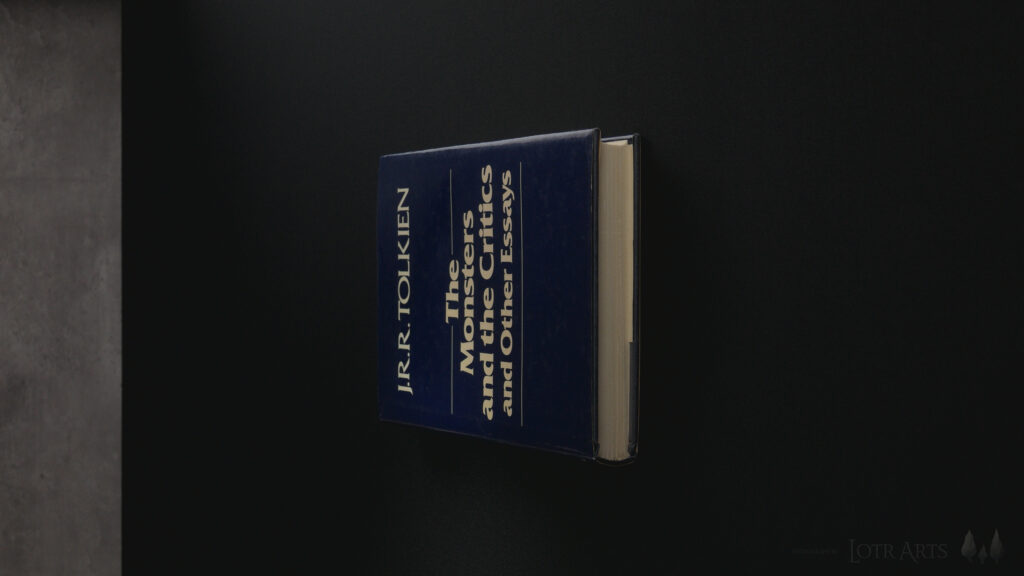 J.R.R. TOLKIEN
The
Monsters
and the Critics
and Other Essays
LOTR ARTS